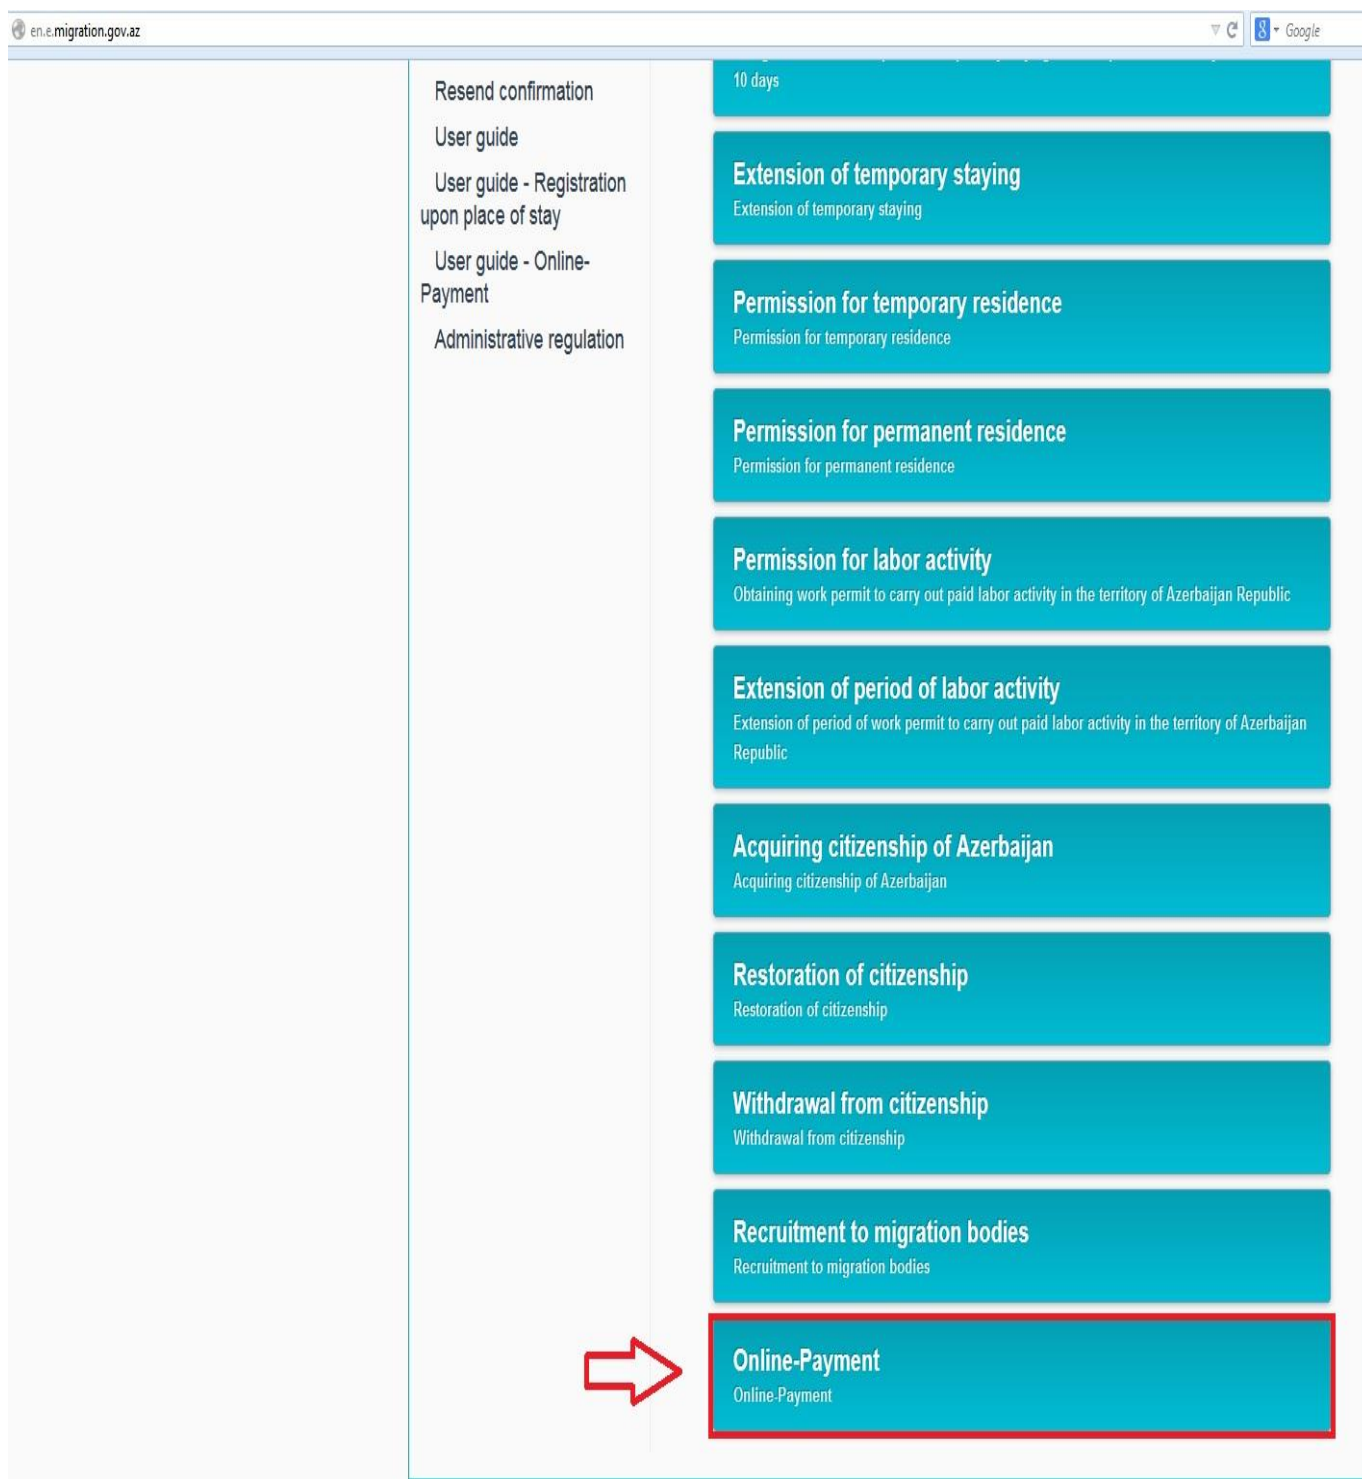 en.e.migration.gov.az
Google
Resend confirmation
User guide
User guide - Registration
upon place of stay
User guide - Online-
Payment
Administrative regulation
10 days
Extension of temporary staying
Extension of temporary staying
Permission for temporary residence
Permission for temporary residence
Permission for permanent residence
Permission for permanent residence
Permission for labor activity
Obtaining work permit to carry out paid labor activity in the territory of Azerbaijan Republic
Extension of period of labor activity
Extension of period of work permit to carry out paid labor activity in the territory of Azerbaijan
Republic
Acquiring citizenship of Azerbaijan
Acquiring citizenship of Azerbaijan
Restoration of citizenship
Restoration of citizenship
Withdrawal from citizenship
Withdrawal from citizenship
Recruitment to migration bodies
Recruitment to migration bodies
Online-Payment
Online-Payment